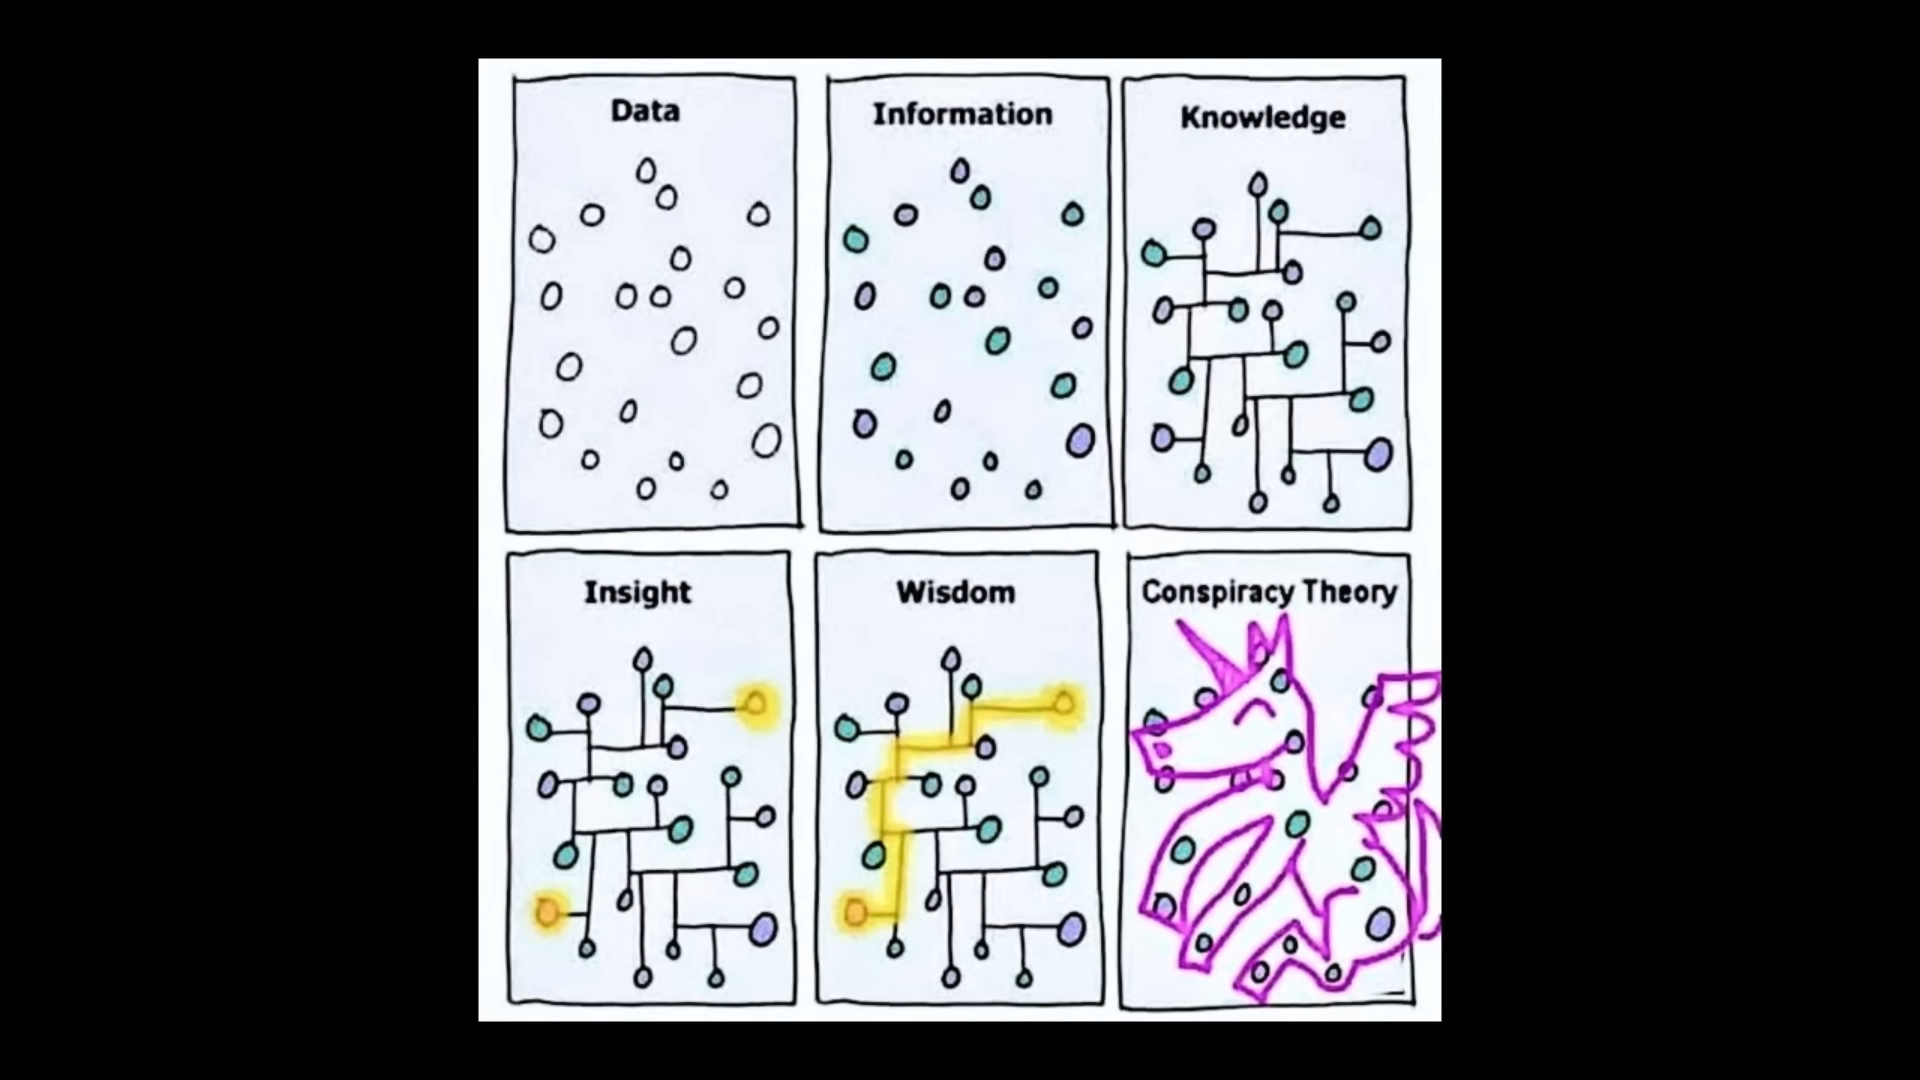 Data
Information
Knowledge
Insight
Wisdom
Conspiracy Theory